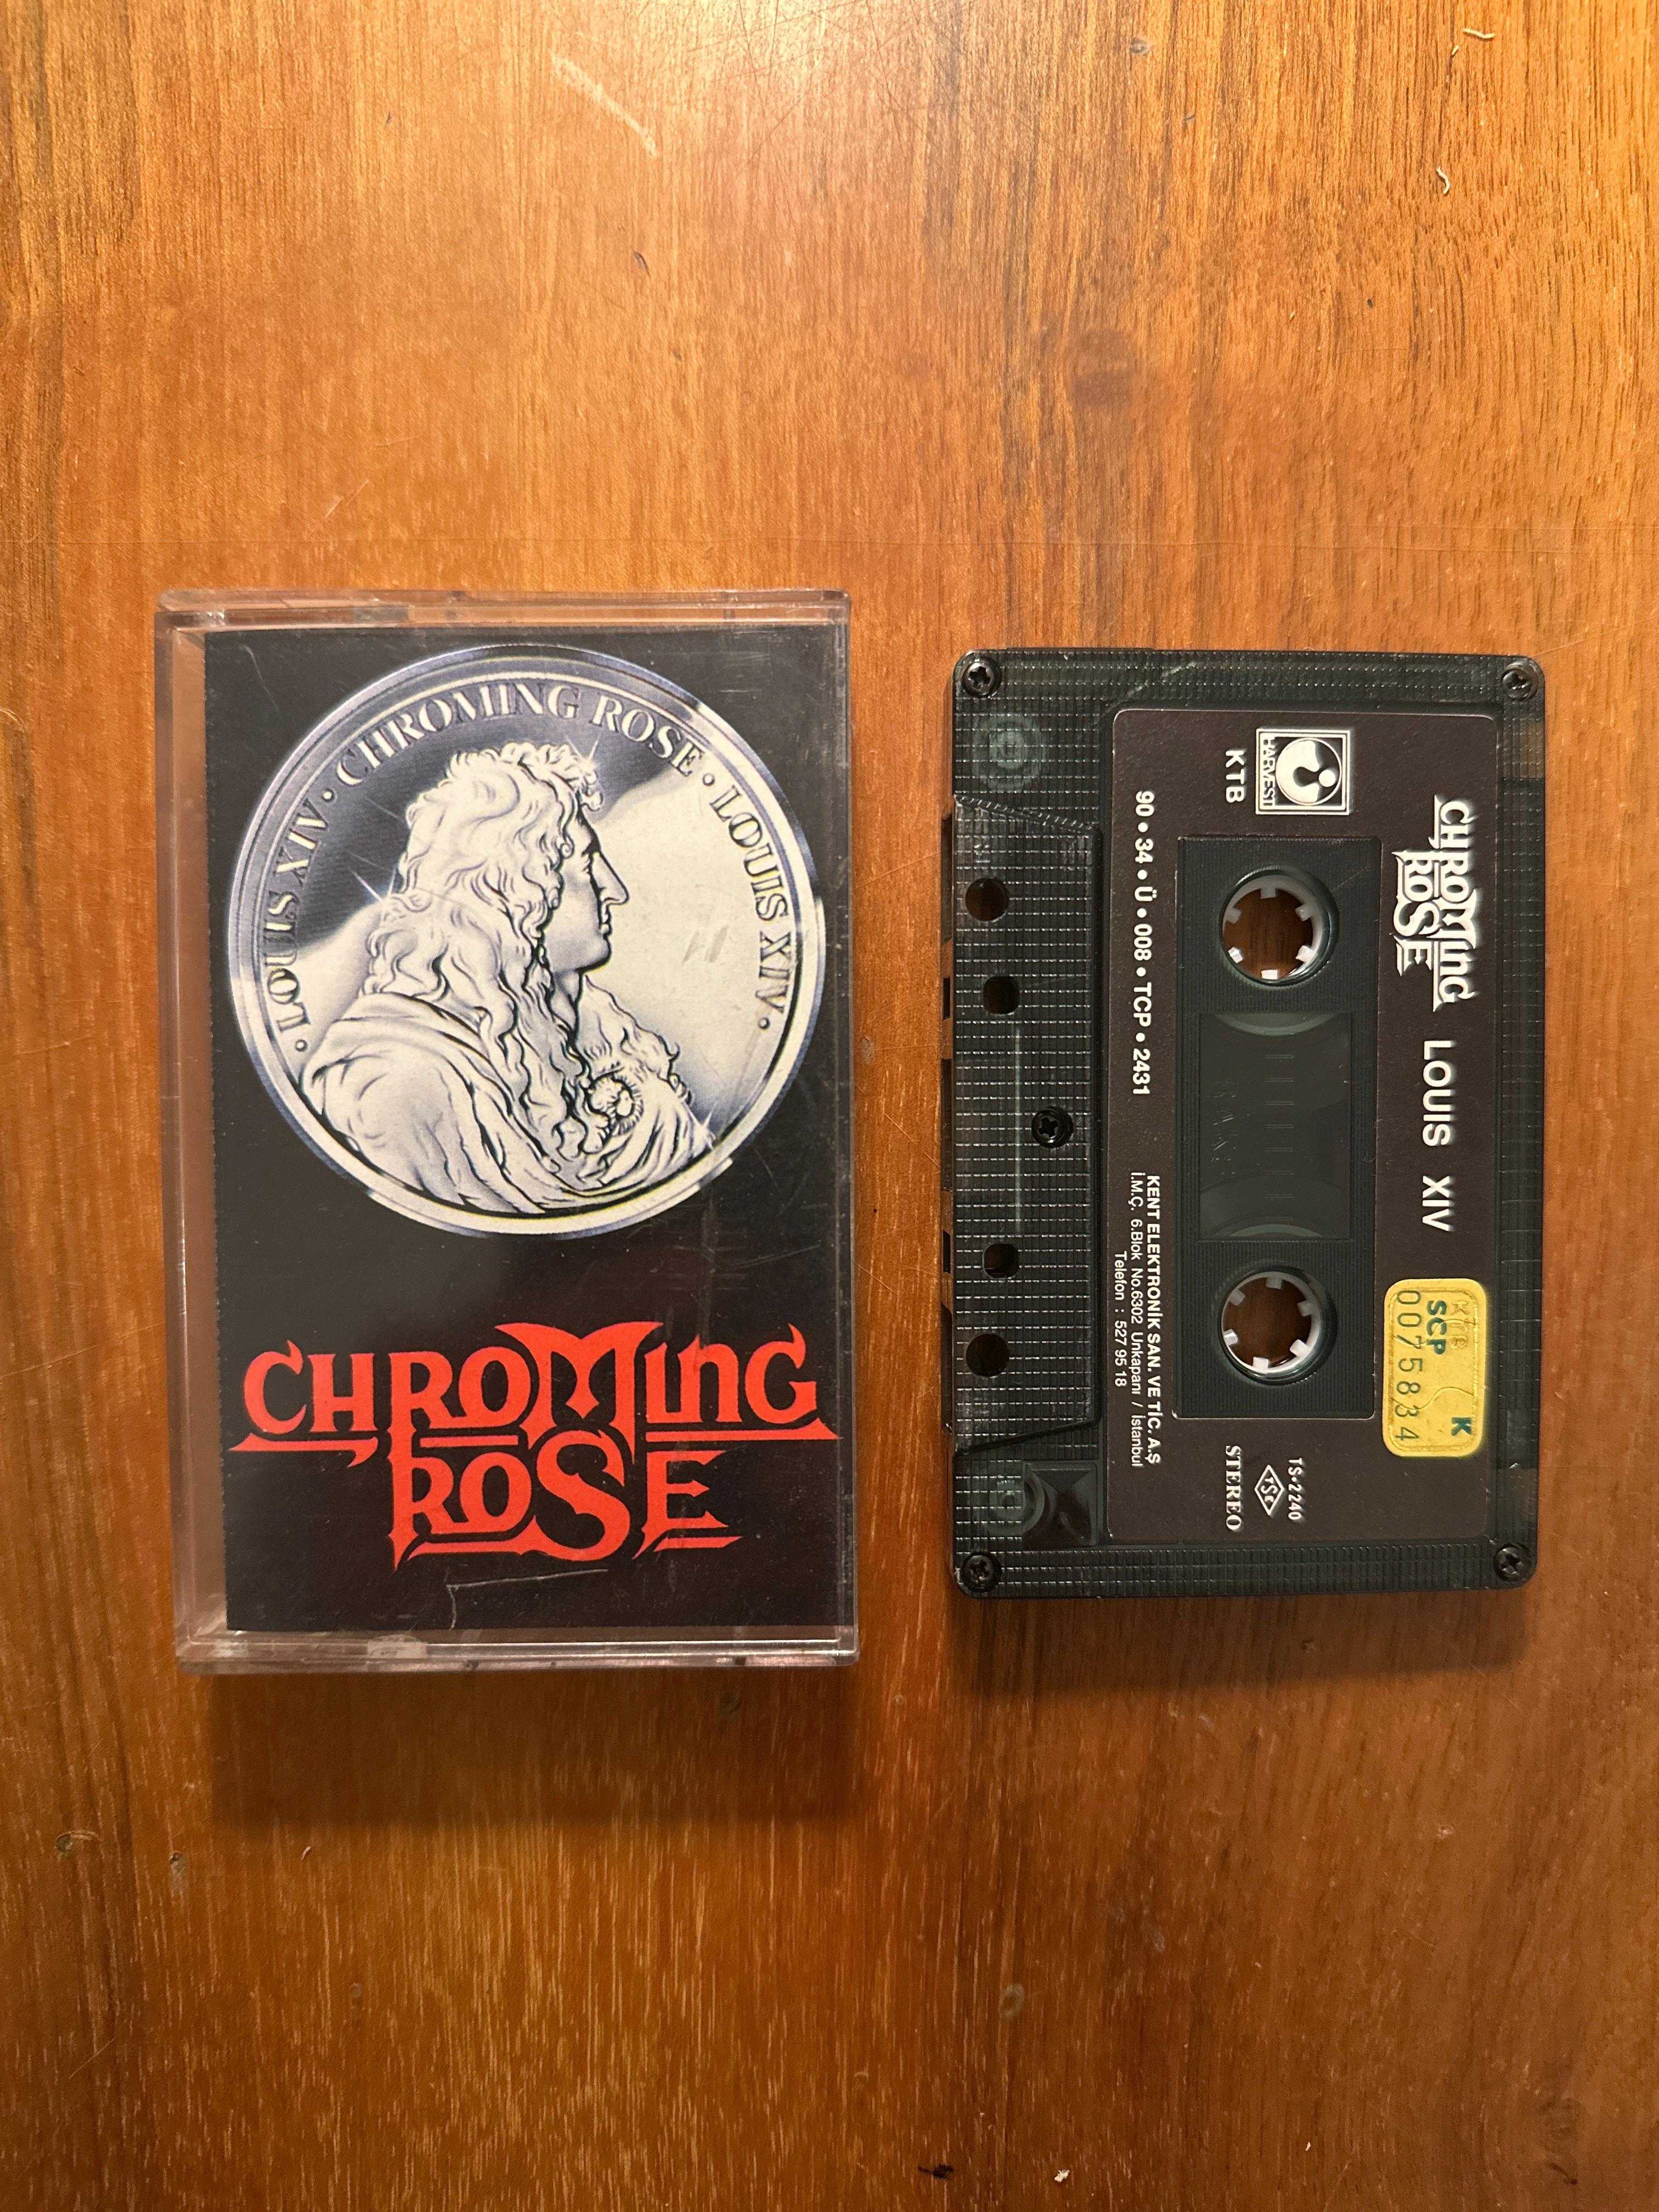 • LOUIS XIV • CHROMING ROSE • LOUIS XIV •
CHROMING
ROSE
CHROMING
ROSE
LOUIS XIV
HARVEST
KTB
K
SCP
0075834
TS-2240
TSE
STEREO
90 • 34 • Ü • 008 • TCP • 2431
KENT ELEKTRONİK SAN. VE TİC. A.Ş
İ.M.Ç. 6.Blok No.6302 Unkapanı / İstanbul
Telefon : 527 95 18